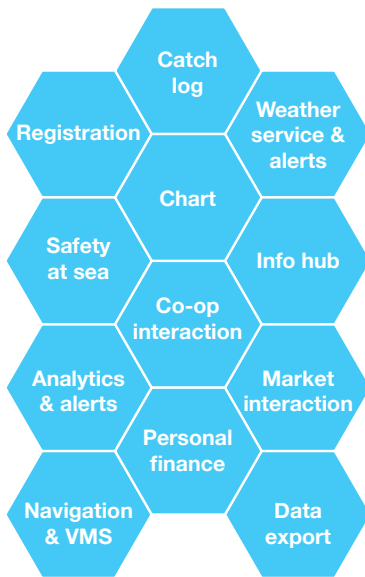 Catch
log
Registration
Weather
service &
alerts
Chart
Safety
at sea
Info hub
Co-op
interaction
Analytics
& alerts
Market
interaction
Personal
finance
Navigation
& VMS
Data
export